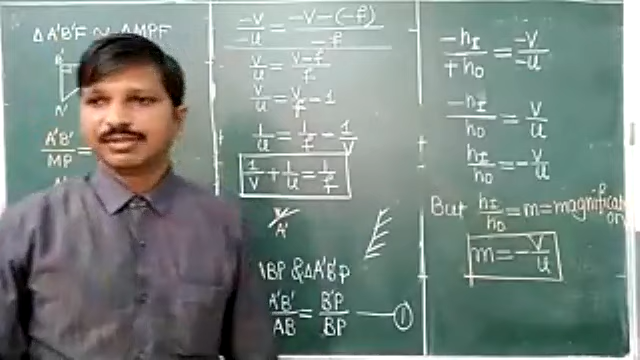 ΔA'B'F ~ ΔMPF
B'
A'B'/MP =
-v/-u = -v-(-f)/-f
v/u = v-f/f
v/u = v/f - 1
1/u = 1/f - 1/v
1/v + 1/u = 1/f
A'
BP & ΔA'B'P
A'B'/AB = B'P/BP — ①
-hI/+ho = -v/-u
-hI/ho = v/u
hI/ho = -v/u
But hI/ho = m = magnification
m = -v/u